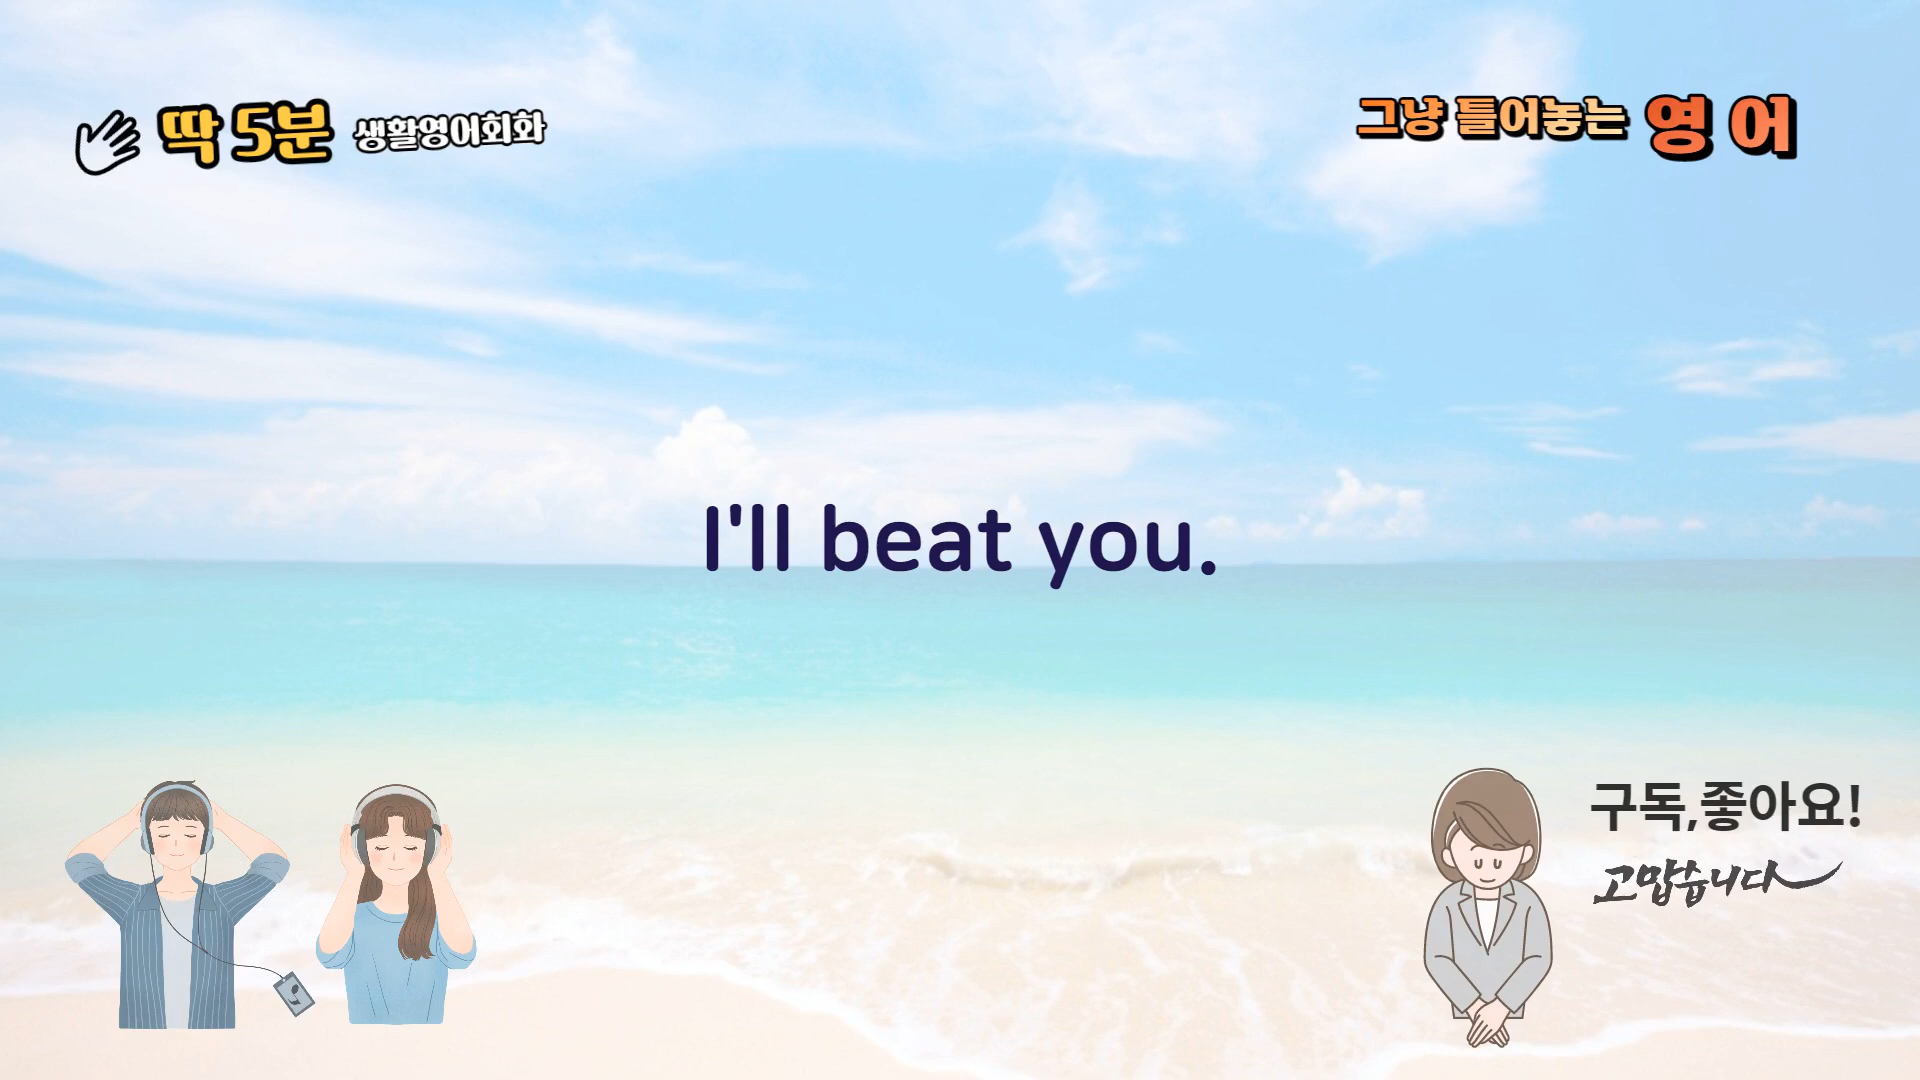 딱 5분 생활영어회화
그냥 틀어놓는 영어
I'll beat you.
구독,좋아요!
고맙습니다